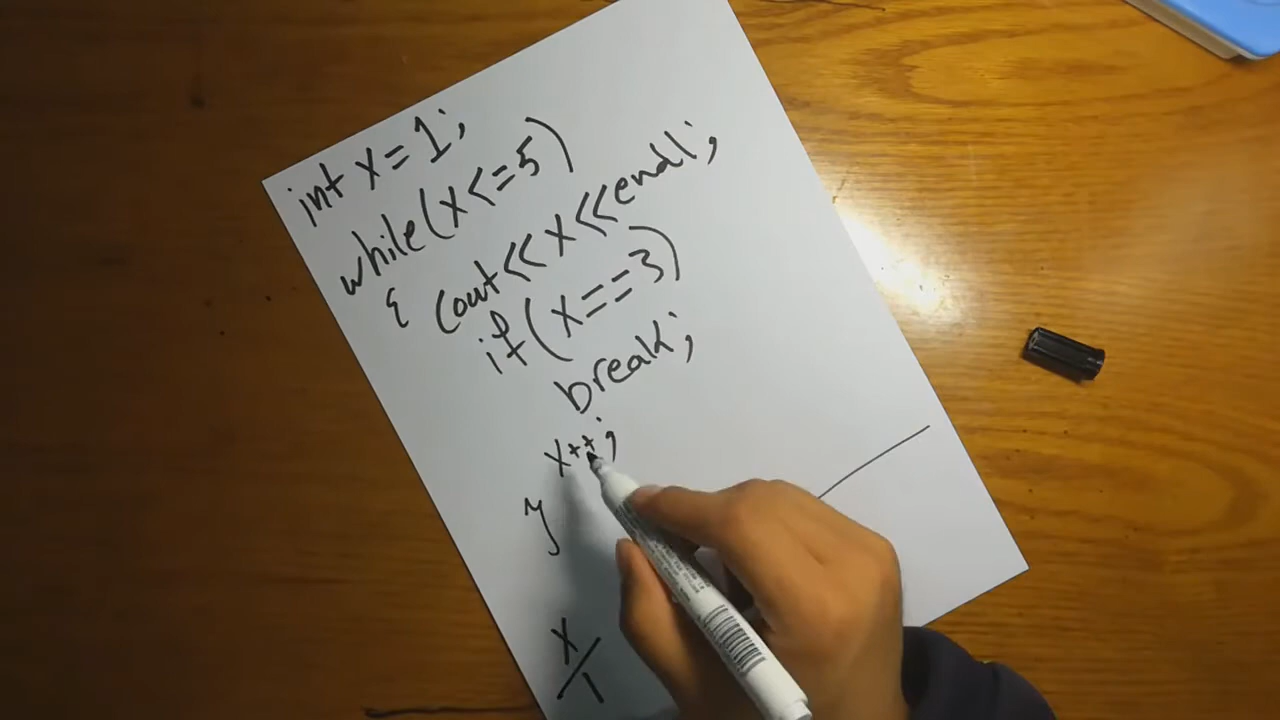 int x=1;
while(x<=5)
{ cout<<x<<endl;
if(x==3)
break;
x++;
}
x
1